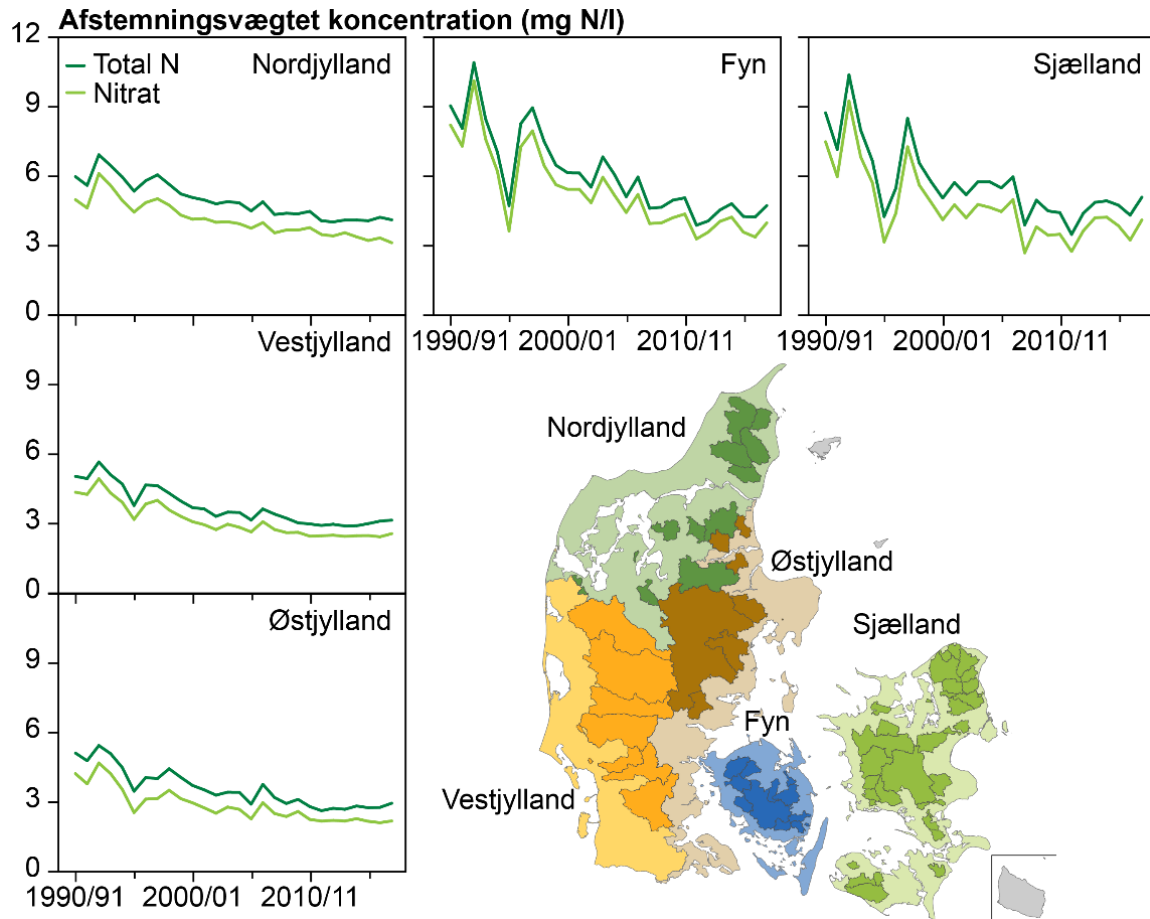 Afstemningsvægtet koncentration (mg N/l)
12
9
6
3
0
Total N
Nitrat
Nordjylland
Fyn
Sjælland
1990/91 2000/01 2010/11
1990/91 2000/01 2010/11
Vestjylland
9
6
3
0
Østjylland
9
6
3
0
1990/91 2000/01 2010/11
Nordjylland
Østjylland
Sjælland
Fyn
Vestjylland